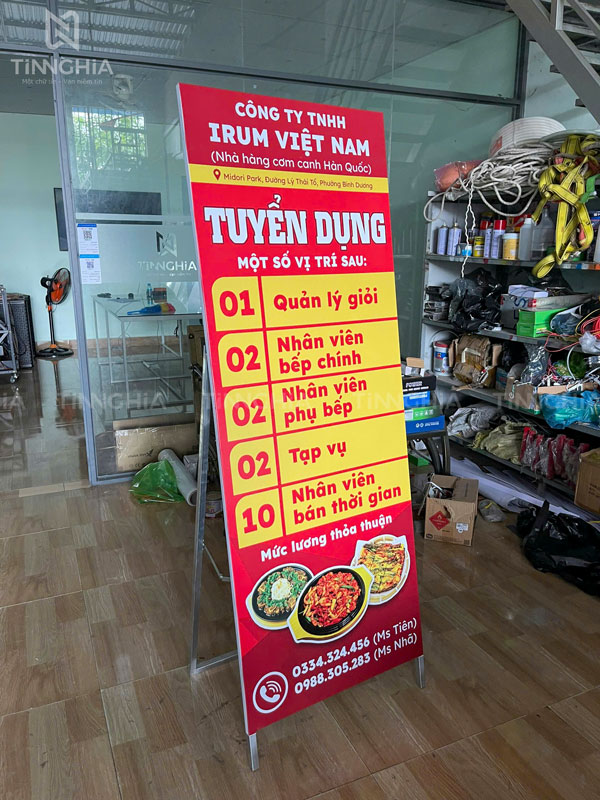 TiNNGHiA
CÔNG TY TNHH
IRUM VIỆT NAM
(Nhà hàng cơm canh Hàn Quốc)
Midori Park, Đường Lý Thái Tổ, Phường Bình Dương
TUYỂN DỤNG
MỘT SỐ VỊ TRÍ SAU:
01 Quản lý giỏi
02 Nhân viên
bếp chính
02 Nhân viên
phụ bếp
02 Tạp vụ
10 Nhân viên
bán thời gian
Mức lương thỏa thuận
0334.324.456 (Ms Tiên)
0988.305.283 (Ms Nhã)
TiNNGHiA
TiNNGHiA